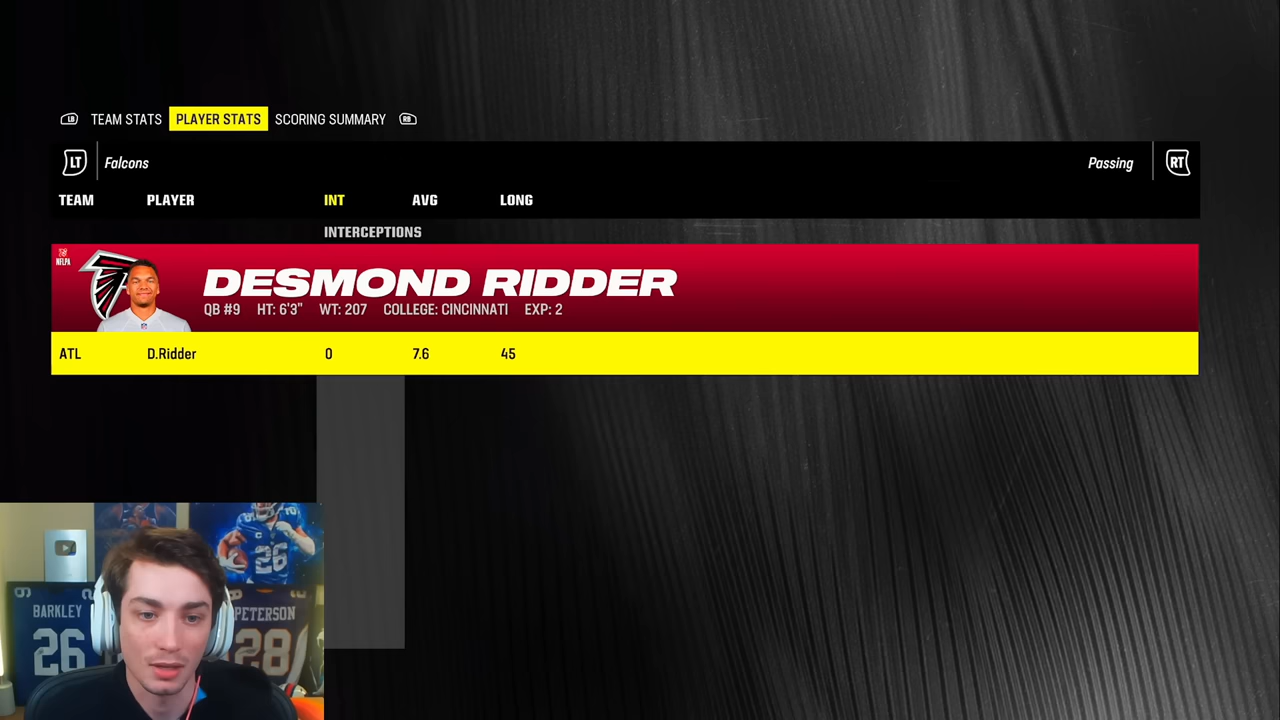 LB TEAM STATS PLAYER STATS SCORING SUMMARY RB
LT Falcons Passing RT
TEAM PLAYER INT AVG LONG
INTERCEPTIONS
NFLPA
DESMOND RIDDER
QB #9 HT: 6'3" WT: 207 COLLEGE: CINCINNATI EXP: 2
ATL D.Ridder 0 7.6 45
26
BARKLEY
26
PETERSON
28